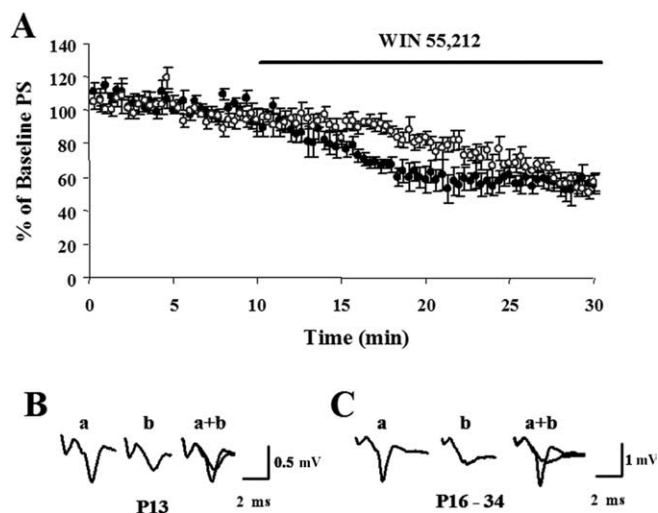 A
WIN 55,212
% of Baseline PS
140
120
100
80
60
40
20
0
0 5 10 15 20 25 30
Time (min)
B
a b a+b
0.5 mV
2 ms
P13
C
a b a+b
1 mV
2 ms
P16 - 34